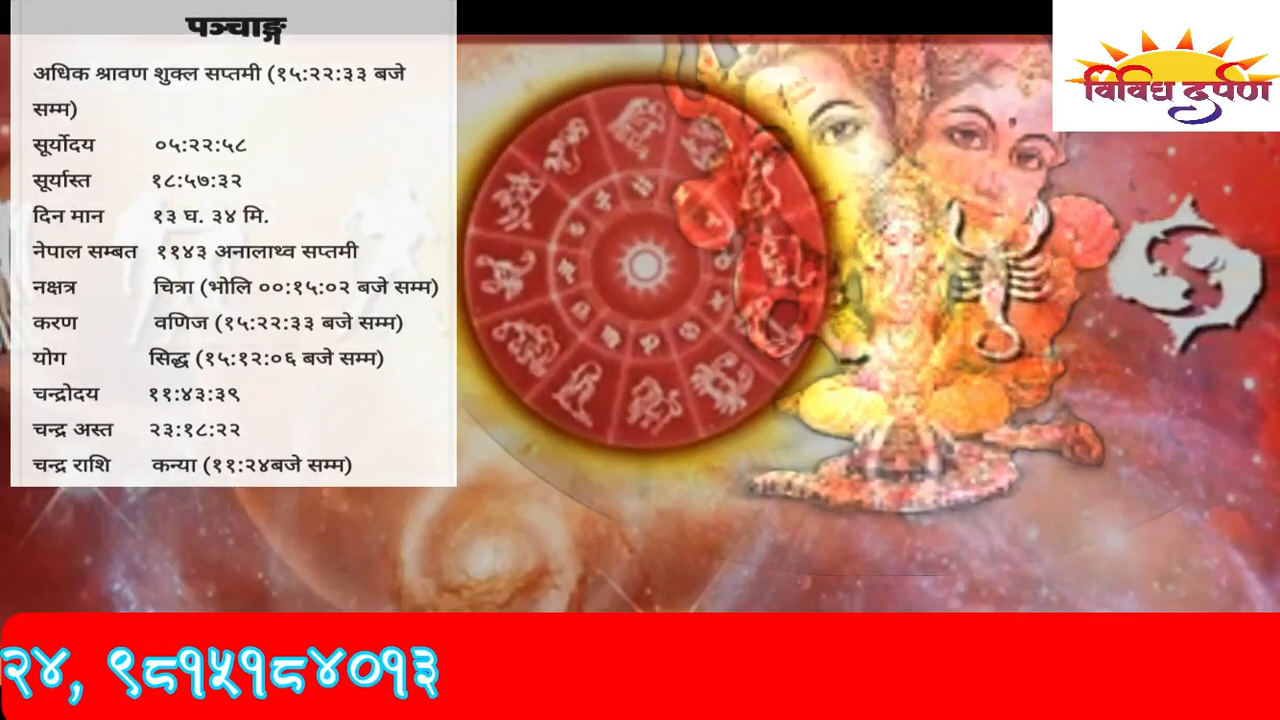 पञ्चाङ्ग
अधिक श्रावण शुक्ल सप्तमी (१५:२२:३३ बजे
सम्म)
सूर्योदय ०५:२२:५८
सूर्यास्त १८:५७:३२
दिन मान १३ घ. ३४ मि.
नेपाल सम्बत ११४३ अनालाथ्व सप्तमी
नक्षत्र चित्रा (भोलि ००:१५:०२ बजे सम्म)
करण वणिज (१५:२२:३३ बजे सम्म)
योग सिद्ध (१५:१२:०६ बजे सम्म)
चन्द्रोदय ११:४३:३९
चन्द्र अस्त २३:१८:२२
चन्द्र राशि कन्या (११:२४बजे सम्म)
विविध दर्पण
२४, ९८१५१८४०१३